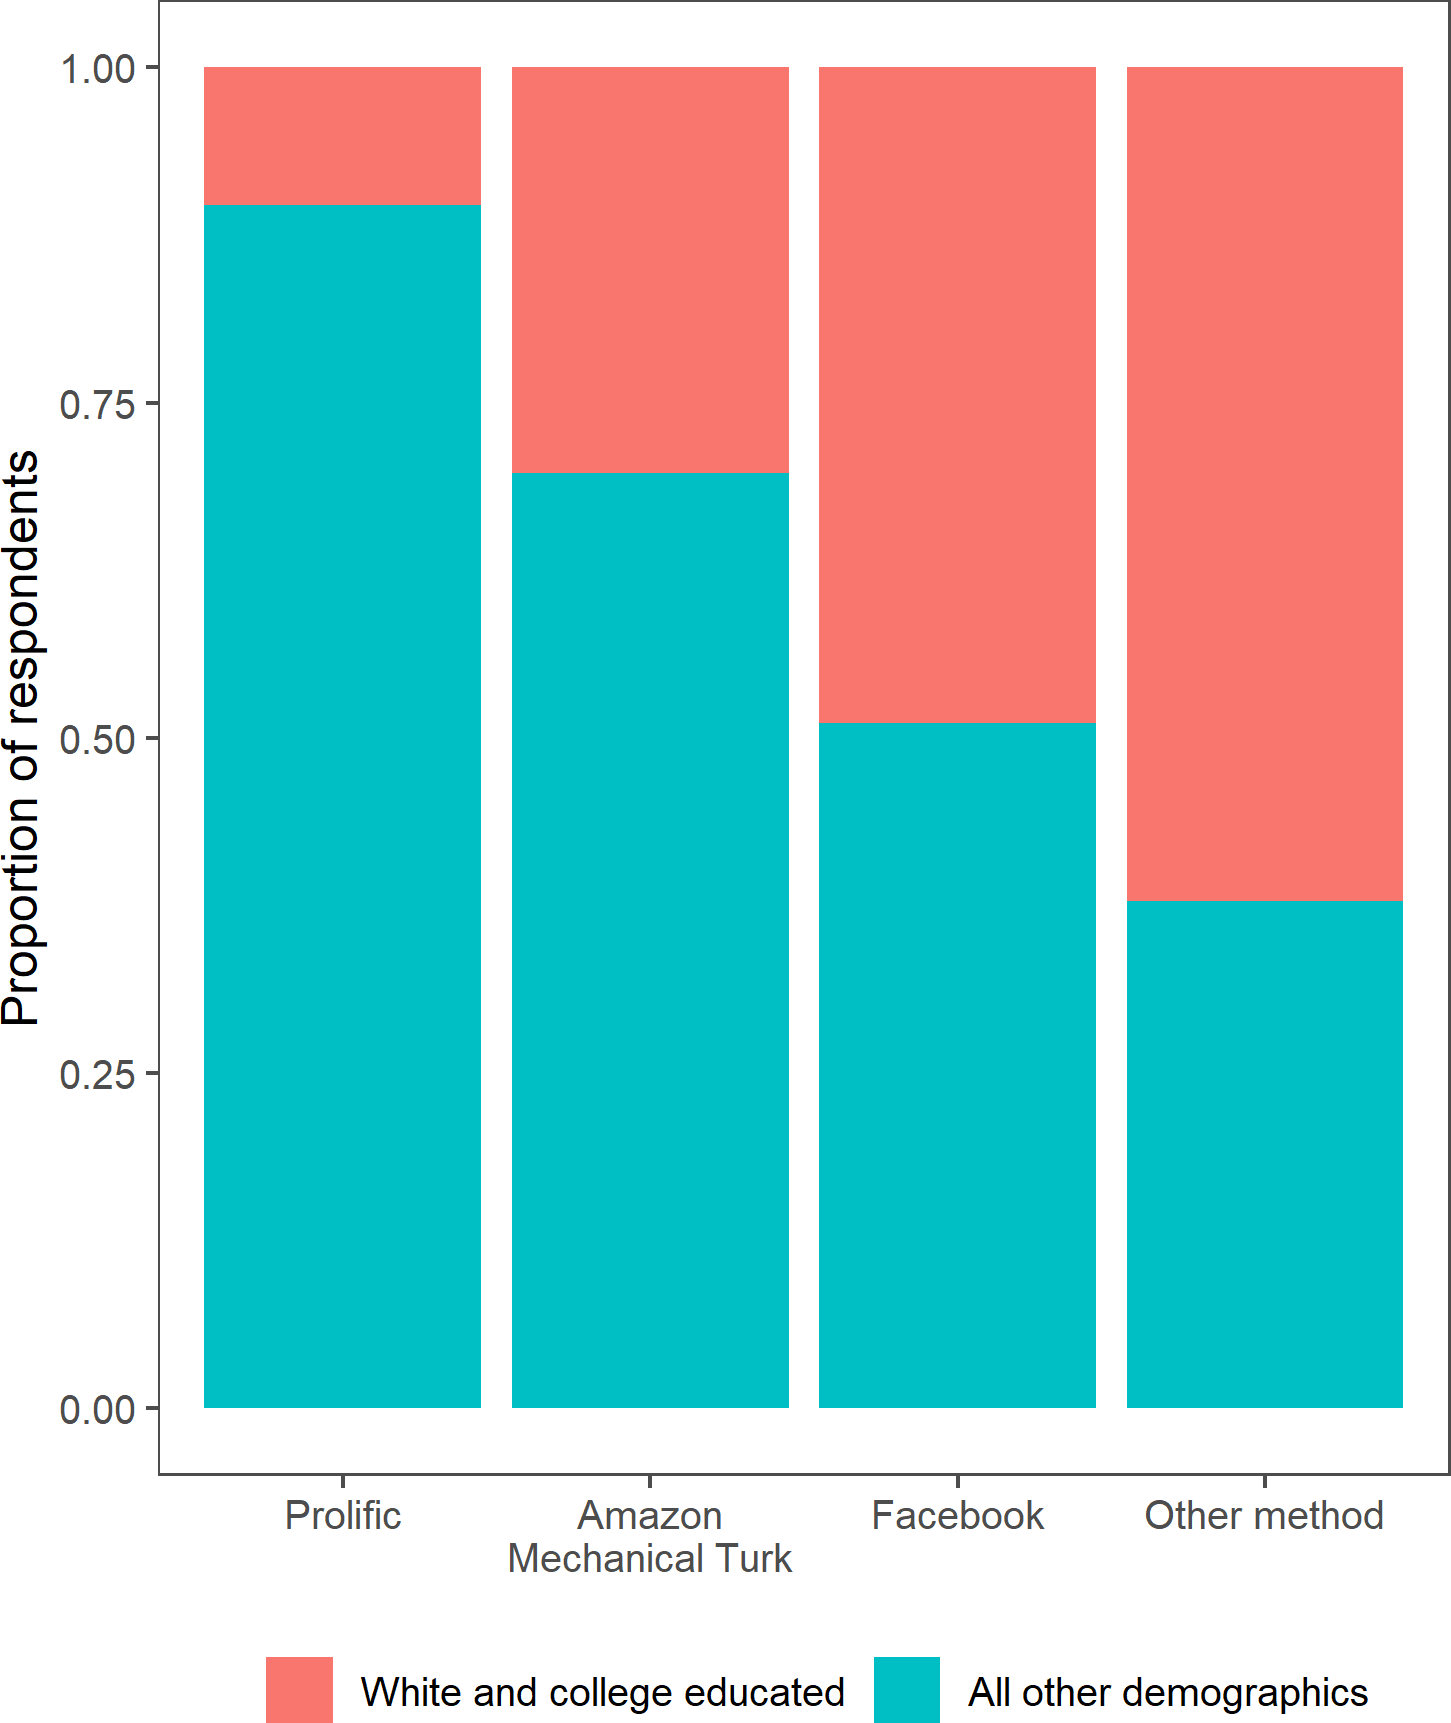 1.00
0.75
0.50
0.25
0.00
Proportion of respondents
Prolific
Amazon
Mechanical Turk
Facebook
Other method
White and college educated
All other demographics